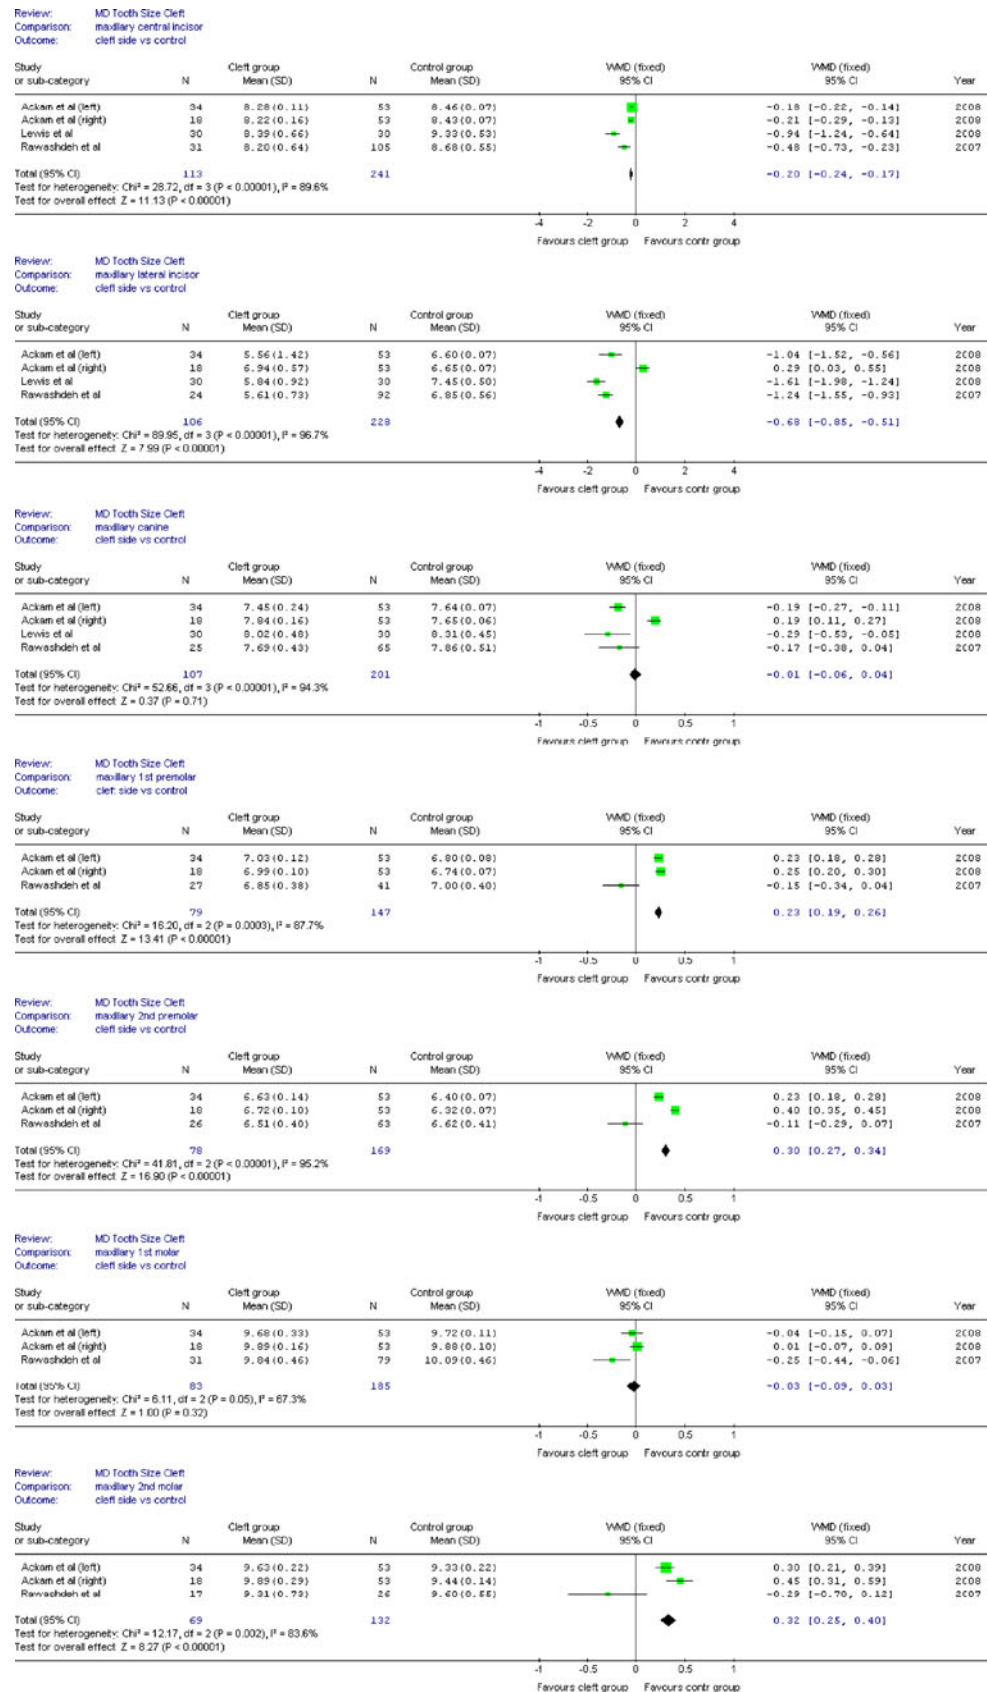 Review: MD Tooth Size Cleft
Comparison: maxillary central incisor
Outcome: cleft side vs control
Study Cleft group Control group WMD (fixed) WMD (fixed)
or sub-category N Mean (SD) N Mean (SD) 95% CI 95% CI Year
Ackam et al (left) 34 8.28(0.11) 53 8.46(0.07) -0.18 [-0.22, -0.14] 2008
Ackam et al (right) 18 8.22(0.16) 53 8.43(0.07) -0.21 [-0.29, -0.13] 2008
Lewis et al 30 8.39(0.66) 30 9.33(0.53) -0.94 [-1.24, -0.64] 2008
Rawashdeh et al 31 8.20(0.64) 105 8.68(0.55) -0.48 [-0.73, -0.23] 2007
Total (95% CI) 113 241 -0.20 [-0.24, -0.17]
Test for heterogeneity: Chi² = 28.72, df = 3 (P < 0.00001), I² = 89.6%
Test for overall effect: Z = 11.13 (P < 0.00001)
-4 -2 0 2 4
Favours cleft group Favours contr group
Review: MD Tooth Size Cleft
Comparison: maxillary lateral incisor
Outcome: cleft side vs control
Study Cleft group Control group WMD (fixed) WMD (fixed)
or sub-category N Mean (SD) N Mean (SD) 95% CI 95% CI Year
Ackam et al (left) 34 5.56(1.42) 53 6.60(0.07) -1.04 [-1.52, -0.56] 2008
Ackam et al (right) 18 6.94(0.57) 53 6.65(0.07) 0.29 [0.03, 0.55] 2008
Lewis et al 30 5.84(0.92) 30 7.45(0.50) -1.61 [-1.98, -1.24] 2008
Rawashdeh et al 24 5.61(0.73) 92 6.85(0.56) -1.24 [-1.55, -0.93] 2007
Total (95% CI) 106 228 -0.68 [-0.85, -0.51]
Test for heterogeneity: Chi² = 89.95, df = 3 (P < 0.00001), I² = 96.7%
Test for overall effect: Z = 7.99 (P < 0.00001)
-4 -2 0 2 4
Favours cleft group Favours contr group
Review: MD Tooth Size Cleft
Comparison: maxillary canine
Outcome: cleft side vs control
Study Cleft group Control group WMD (fixed) WMD (fixed)
or sub-category N Mean (SD) N Mean (SD) 95% CI 95% CI Year
Ackam et al (left) 34 7.45(0.24) 53 7.64(0.07) -0.19 [-0.27, -0.11] 2008
Ackam et al (right) 18 7.84(0.16) 53 7.65(0.06) 0.19 [0.11, 0.27] 2008
Lewis et al 30 8.02(0.48) 30 8.31(0.45) -0.29 [-0.53, -0.05] 2008
Rawashdeh et al 25 7.69(0.43) 65 7.86(0.51) -0.17 [-0.38, 0.04] 2007
Total (95% CI) 107 201 -0.01 [-0.06, 0.04]
Test for heterogeneity: Chi² = 52.66, df = 3 (P < 0.00001), I² = 94.3%
Test for overall effect: Z = 0.37 (P = 0.71)
-1 -0.5 0 0.5 1
Favours cleft group Favours contr group
Review: MD Tooth Size Cleft
Comparison: maxillary 1st premolar
Outcome: cleft side vs control
Study Cleft group Control group WMD (fixed) WMD (fixed)
or sub-category N Mean (SD) N Mean (SD) 95% CI 95% CI Year
Ackam et al (left) 34 7.03(0.12) 53 6.80(0.08) 0.23 [0.18, 0.28] 2008
Ackam et al (right) 18 6.99(0.10) 53 6.74(0.07) 0.25 [0.20, 0.30] 2008
Rawashdeh et al 27 6.85(0.38) 41 7.00(0.40) -0.15 [-0.34, 0.04] 2007
Total (95% CI) 79 147 0.23 [0.19, 0.26]
Test for heterogeneity: Chi² = 16.20, df = 2 (P = 0.0003), I² = 87.7%
Test for overall effect: Z = 13.41 (P < 0.00001)
-1 -0.5 0 0.5 1
Favours cleft group Favours contr group
Review: MD Tooth Size Cleft
Comparison: maxillary 2nd premolar
Outcome: cleft side vs control
Study Cleft group Control group WMD (fixed) WMD (fixed)
or sub-category N Mean (SD) N Mean (SD) 95% CI 95% CI Year
Ackam et al (left) 34 6.63(0.14) 53 6.40(0.07) 0.23 [0.18, 0.28] 2008
Ackam et al (right) 18 6.72(0.10) 53 6.32(0.07) 0.40 [0.35, 0.45] 2008
Rawashdeh et al 26 6.51(0.40) 63 6.62(0.41) -0.11 [-0.29, 0.07] 2007
Total (95% CI) 78 169 0.30 [0.27, 0.34]
Test for heterogeneity: Chi² = 41.81, df = 2 (P < 0.00001), I² = 95.2%
Test for overall effect: Z = 16.90 (P < 0.00001)
-1 -0.5 0 0.5 1
Favours cleft group Favours contr group
Review: MD Tooth Size Cleft
Comparison: maxillary 1st molar
Outcome: cleft side vs control
Study Cleft group Control group WMD (fixed) WMD (fixed)
or sub-category N Mean (SD) N Mean (SD) 95% CI 95% CI Year
Ackam et al (left) 34 9.68(0.33) 53 9.72(0.11) -0.04 [-0.15, 0.07] 2008
Ackam et al (right) 18 9.89(0.16) 53 9.88(0.10) 0.01 [-0.07, 0.09] 2008
Rawashdeh et al 31 9.84(0.46) 79 10.09(0.46) -0.25 [-0.44, -0.06] 2007
Total (95% CI) 83 185 -0.03 [-0.09, 0.03]
Test for heterogeneity: Chi² = 6.11, df = 2 (P = 0.05), I² = 67.3%
Test for overall effect: Z = 1.00 (P = 0.32)
-1 -0.5 0 0.5 1
Favours cleft group Favours contr group
Review: MD Tooth Size Cleft
Comparison: maxillary 2nd molar
Outcome: cleft side vs control
Study Cleft group Control group WMD (fixed) WMD (fixed)
or sub-category N Mean (SD) N Mean (SD) 95% CI 95% CI Year
Ackam et al (left) 34 9.63(0.22) 53 9.33(0.22) 0.30 [0.21, 0.39] 2008
Ackam et al (right) 18 9.89(0.29) 53 9.44(0.14) 0.45 [0.31, 0.59] 2008
Rawashdeh et al 17 9.31(0.73) 26 9.60(0.55) -0.29 [-0.70, 0.12] 2007
Total (95% CI) 69 132 0.32 [0.25, 0.40]
Test for heterogeneity: Chi² = 12.17, df = 2 (P = 0.002), I² = 83.6%
Test for overall effect: Z = 8.27 (P < 0.00001)
-1 -0.5 0 0.5 1
Favours cleft group Favours contr group